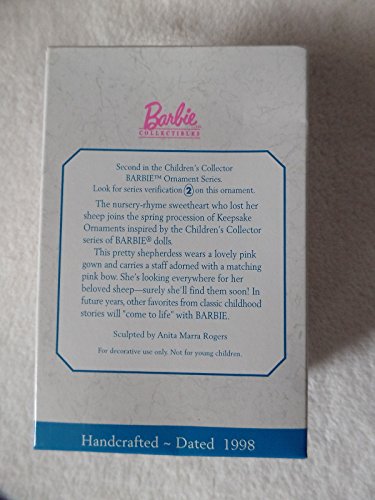 Barbie™
COLLECTIBLES
Second in the Children's Collector
BARBIE™ Ornament Series.
Look for series verification 2 on this ornament.
The nursery-rhyme sweetheart who lost her
sheep joins the spring procession of Keepsake
Ornaments inspired by the Children's Collector
series of BARBIE® dolls.
This pretty shepherdess wears a lovely pink
gown and carries a staff adorned with a matching
pink bow. She's looking everywhere for her
beloved sheep—surely she'll find them soon! In
future years, other favorites from classic childhood
stories will "come to life" with BARBIE.
Sculpted by Anita Marra Rogers
For decorative use only. Not for young children.
Handcrafted ~ Dated 1998